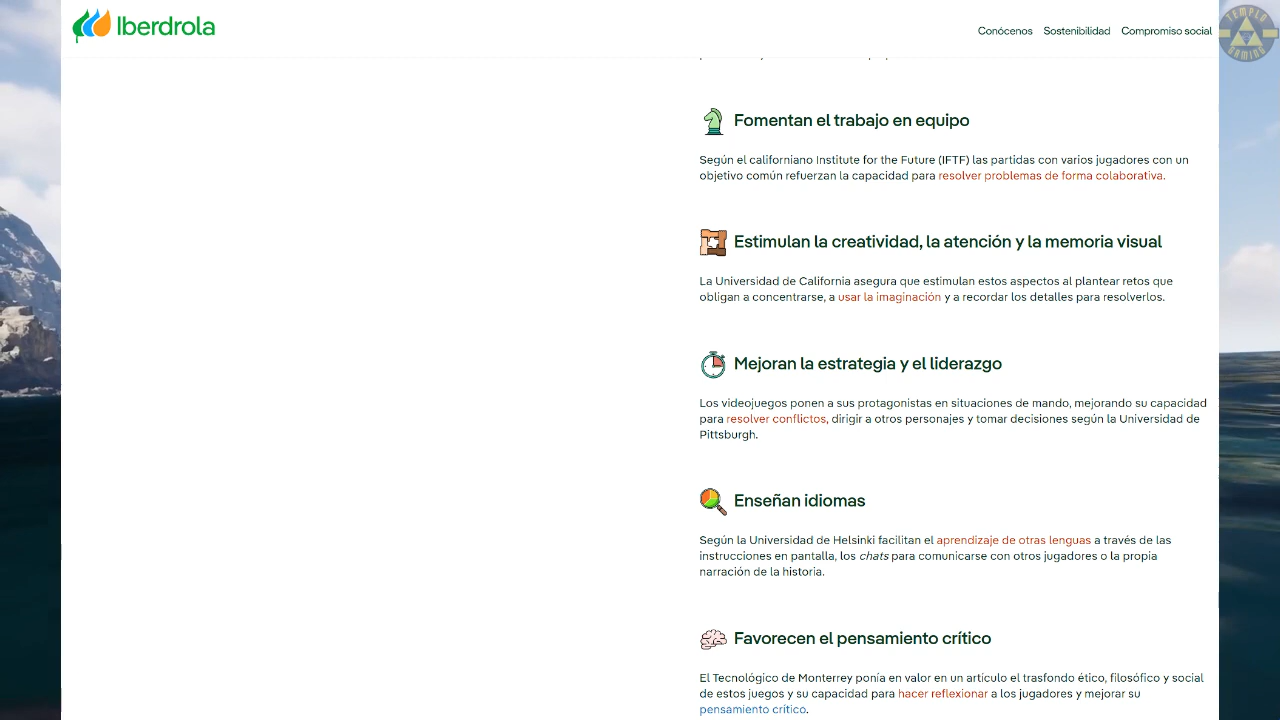 Iberdrola
Conócenos Sostenibilidad Compromiso social
TEMPLO
GAMING
Fomentan el trabajo en equipo
Según el californiano Institute for the Future (IFTF) las partidas con varios jugadores con un
objetivo común refuerzan la capacidad para resolver problemas de forma colaborativa.
Estimulan la creatividad, la atención y la memoria visual
La Universidad de California asegura que estimulan estos aspectos al plantear retos que
obligan a concentrarse, a usar la imaginación y a recordar los detalles para resolverlos.
Mejoran la estrategia y el liderazgo
Los videojuegos ponen a sus protagonistas en situaciones de mando, mejorando su capacidad
para resolver conflictos, dirigir a otros personajes y tomar decisiones según la Universidad de
Pittsburgh.
Enseñan idiomas
Según la Universidad de Helsinki facilitan el aprendizaje de otras lenguas a través de las
instrucciones en pantalla, los chats para comunicarse con otros jugadores o la propia
narración de la historia.
Favorecen el pensamiento crítico
El Tecnológico de Monterrey ponía en valor en un artículo el trasfondo ético, filosófico y social
de estos juegos y su capacidad para hacer reflexionar a los jugadores y mejorar su
pensamiento crítico.